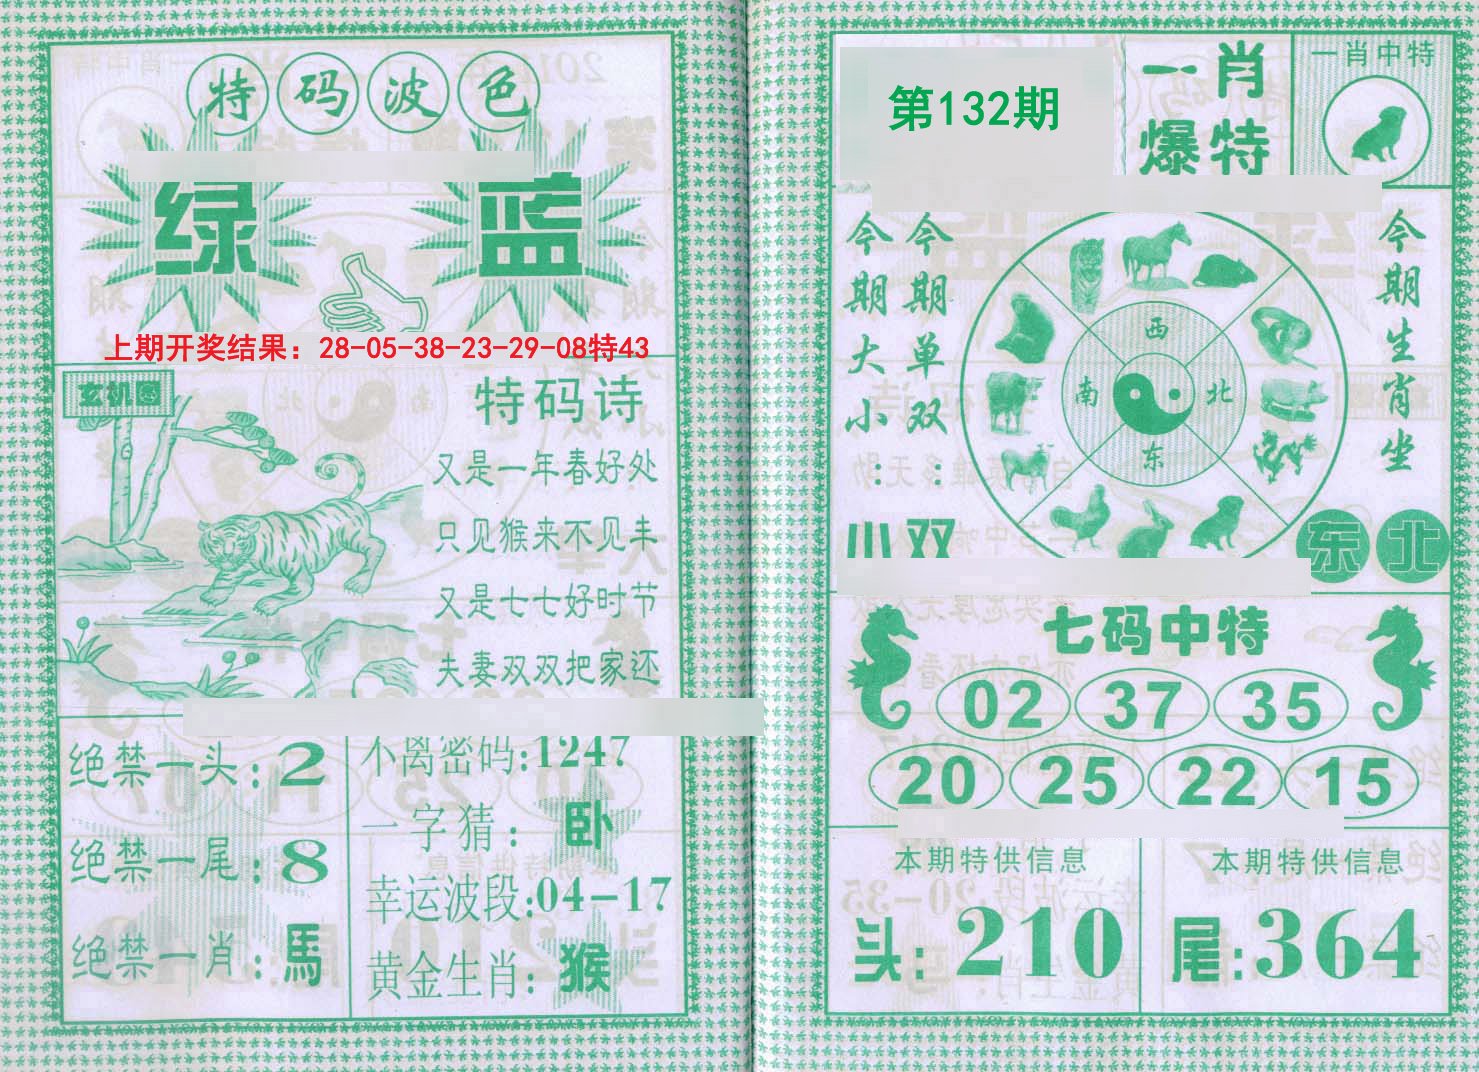 特码波色
绿 蓝
上期开奖结果：28-05-38-23-29-08特43
玄机图
特码诗
又是一年春好处
只见猴来不见丰
又是七七好时节
夫妻双双把家还
绝禁一头:2
绝禁一尾:8
绝禁一肖:馬
不离密码:1247
一字猜：卧
幸运波段:04-17
黄金生肖:猴
第132期
一肖
爆特
一肖中特
今期大小：小
今期单双：双
西
南 北
东
今期生肖坐
东北
七码中特
02 37 35
20 25 22 15
本期特供信息
头:210
本期特供信息
尾:364